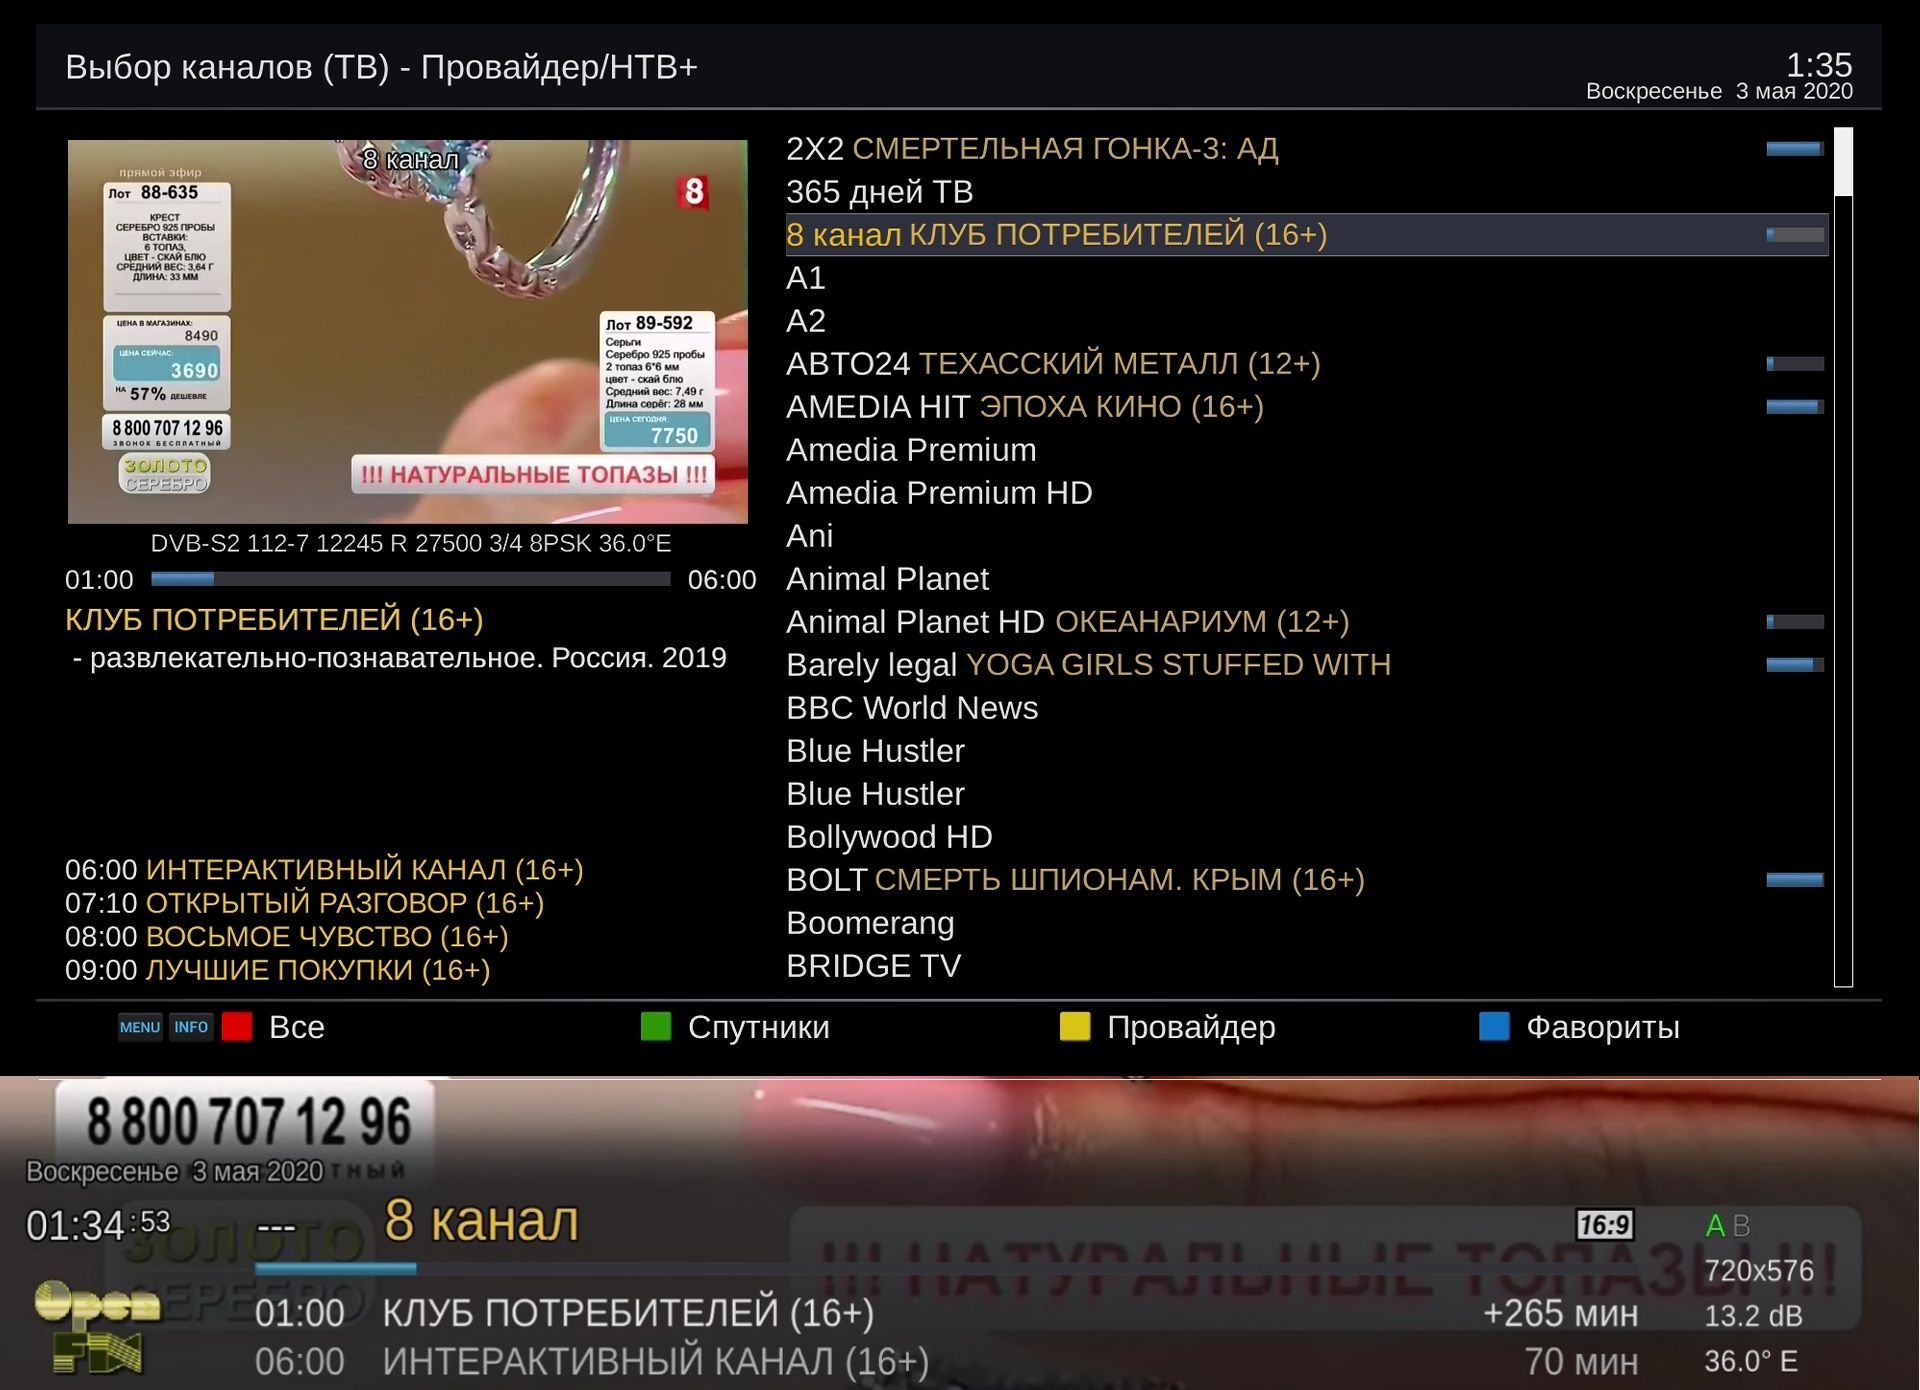 Выбор каналов (ТВ) - Провайдер/НТВ+
1:35
Воскресенье 3 мая 2020
8 канал
8
прямой эфир
Лот 88-635
КРЕСТ
СЕРЕБРО 925 ПРОБЫ
ВСТАВКИ:
6 ТОПАЗ,
ЦВЕТ - СКАЙ БЛЮ
СРЕДНИЙ ВЕС: 3,64 Г
ДЛИНА: 33 ММ
ЦЕНА В МАГАЗИНАХ:
8490
ЦЕНА СЕЙЧАС:
3690
НА 57% ДЕШЕВЛЕ
8 800 707 12 96
ЗВОНОК БЕСПЛАТНЫЙ
ЗОЛОТО
СЕРЕБРО
Лот 89-592
Серьги
Серебро 925 пробы
2 топаз 6*6 мм
цвет - скай блю
Средний вес: 7,49 г
Длина серёг: 28 мм
ЦЕНА СЕГОДНЯ:
7750
!!! НАТУРАЛЬНЫЕ ТОПАЗЫ !!!
DVB-S2 112-7 12245 R 27500 3/4 8PSK 36.0°E
01:00 06:00
КЛУБ ПОТРЕБИТЕЛЕЙ (16+)
- развлекательно-познавательное. Россия. 2019
06:00 ИНТЕРАКТИВНЫЙ КАНАЛ (16+)
07:10 ОТКРЫТЫЙ РАЗГОВОР (16+)
08:00 ВОСЬМОЕ ЧУВСТВО (16+)
09:00 ЛУЧШИЕ ПОКУПКИ (16+)
2X2 СМЕРТЕЛЬНАЯ ГОНКА-3: АД
365 дней ТВ
8 канал КЛУБ ПОТРЕБИТЕЛЕЙ (16+)
A1
A2
АВТО24 ТЕХАССКИЙ МЕТАЛЛ (12+)
AMEDIA HIT ЭПОХА КИНО (16+)
Amedia Premium
Amedia Premium HD
Ani
Animal Planet
Animal Planet HD ОКЕАНАРИУМ (12+)
Barely legal YOGA GIRLS STUFFED WITH
BBC World News
Blue Hustler
Blue Hustler
Bollywood HD
BOLT СМЕРТЬ ШПИОНАМ. КРЫМ (16+)
Boomerang
BRIDGE TV
MENU INFO Все Спутники Провайдер Фавориты
8 800 707 12 96
Воскресенье 3 мая 2020 ТНЫЙ
01:34:53 --- 8 канал 16:9 A B
ЗОЛОТО
СЕРЕБРО
!!! НАТУРАЛЬНЫЕ ТОПАЗЫ !!!
720x576
Open
01:00 КЛУБ ПОТРЕБИТЕЛЕЙ (16+) +265 мин 13.2 dB
06:00 ИНТЕРАКТИВНЫЙ КАНАЛ (16+) 70 мин 36.0° E